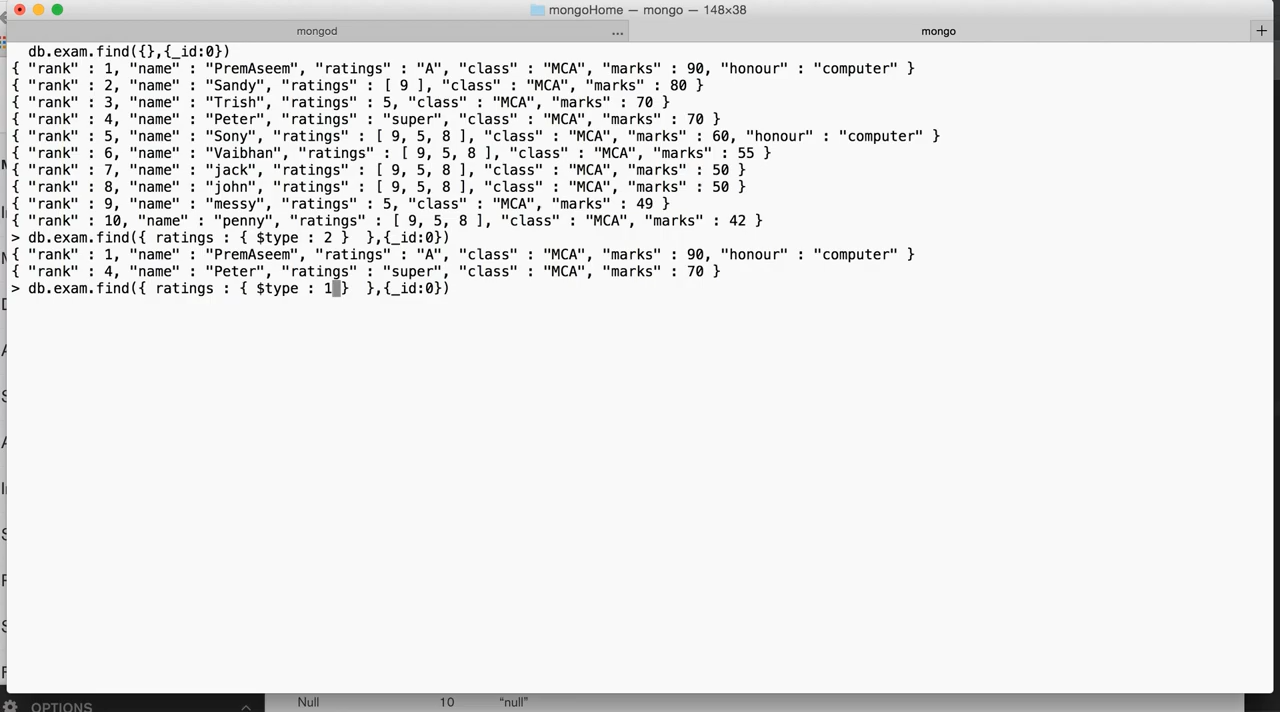 mongoHome — mongo — 148×38
mongod ... mongo +
db.exam.find({},{_id:0})
{ "rank" : 1, "name" : "PremAseem", "ratings" : "A", "class" : "MCA", "marks" : 90, "honour" : "computer" }
{ "rank" : 2, "name" : "Sandy", "ratings" : [ 9 ], "class" : "MCA", "marks" : 80 }
{ "rank" : 3, "name" : "Trish", "ratings" : 5, "class" : "MCA", "marks" : 70 }
{ "rank" : 4, "name" : "Peter", "ratings" : "super", "class" : "MCA", "marks" : 70 }
{ "rank" : 5, "name" : "Sony", "ratings" : [ 9, 5, 8 ], "class" : "MCA", "marks" : 60, "honour" : "computer" }
{ "rank" : 6, "name" : "Vaibhan", "ratings" : [ 9, 5, 8 ], "class" : "MCA", "marks" : 55 }
{ "rank" : 7, "name" : "jack", "ratings" : [ 9, 5, 8 ], "class" : "MCA", "marks" : 50 }
{ "rank" : 8, "name" : "john", "ratings" : [ 9, 5, 8 ], "class" : "MCA", "marks" : 50 }
{ "rank" : 9, "name" : "messy", "ratings" : 5, "class" : "MCA", "marks" : 49 }
{ "rank" : 10, "name" : "penny", "ratings" : [ 9, 5, 8 ], "class" : "MCA", "marks" : 42 }
> db.exam.find({ ratings : { $type : 2 }  },{_id:0})
{ "rank" : 1, "name" : "PremAseem", "ratings" : "A", "class" : "MCA", "marks" : 90, "honour" : "computer" }
{ "rank" : 4, "name" : "Peter", "ratings" : "super", "class" : "MCA", "marks" : 70 }
> db.exam.find({ ratings : { $type : 1 }  },{_id:0})
Null 10 "null"
OPTIONS